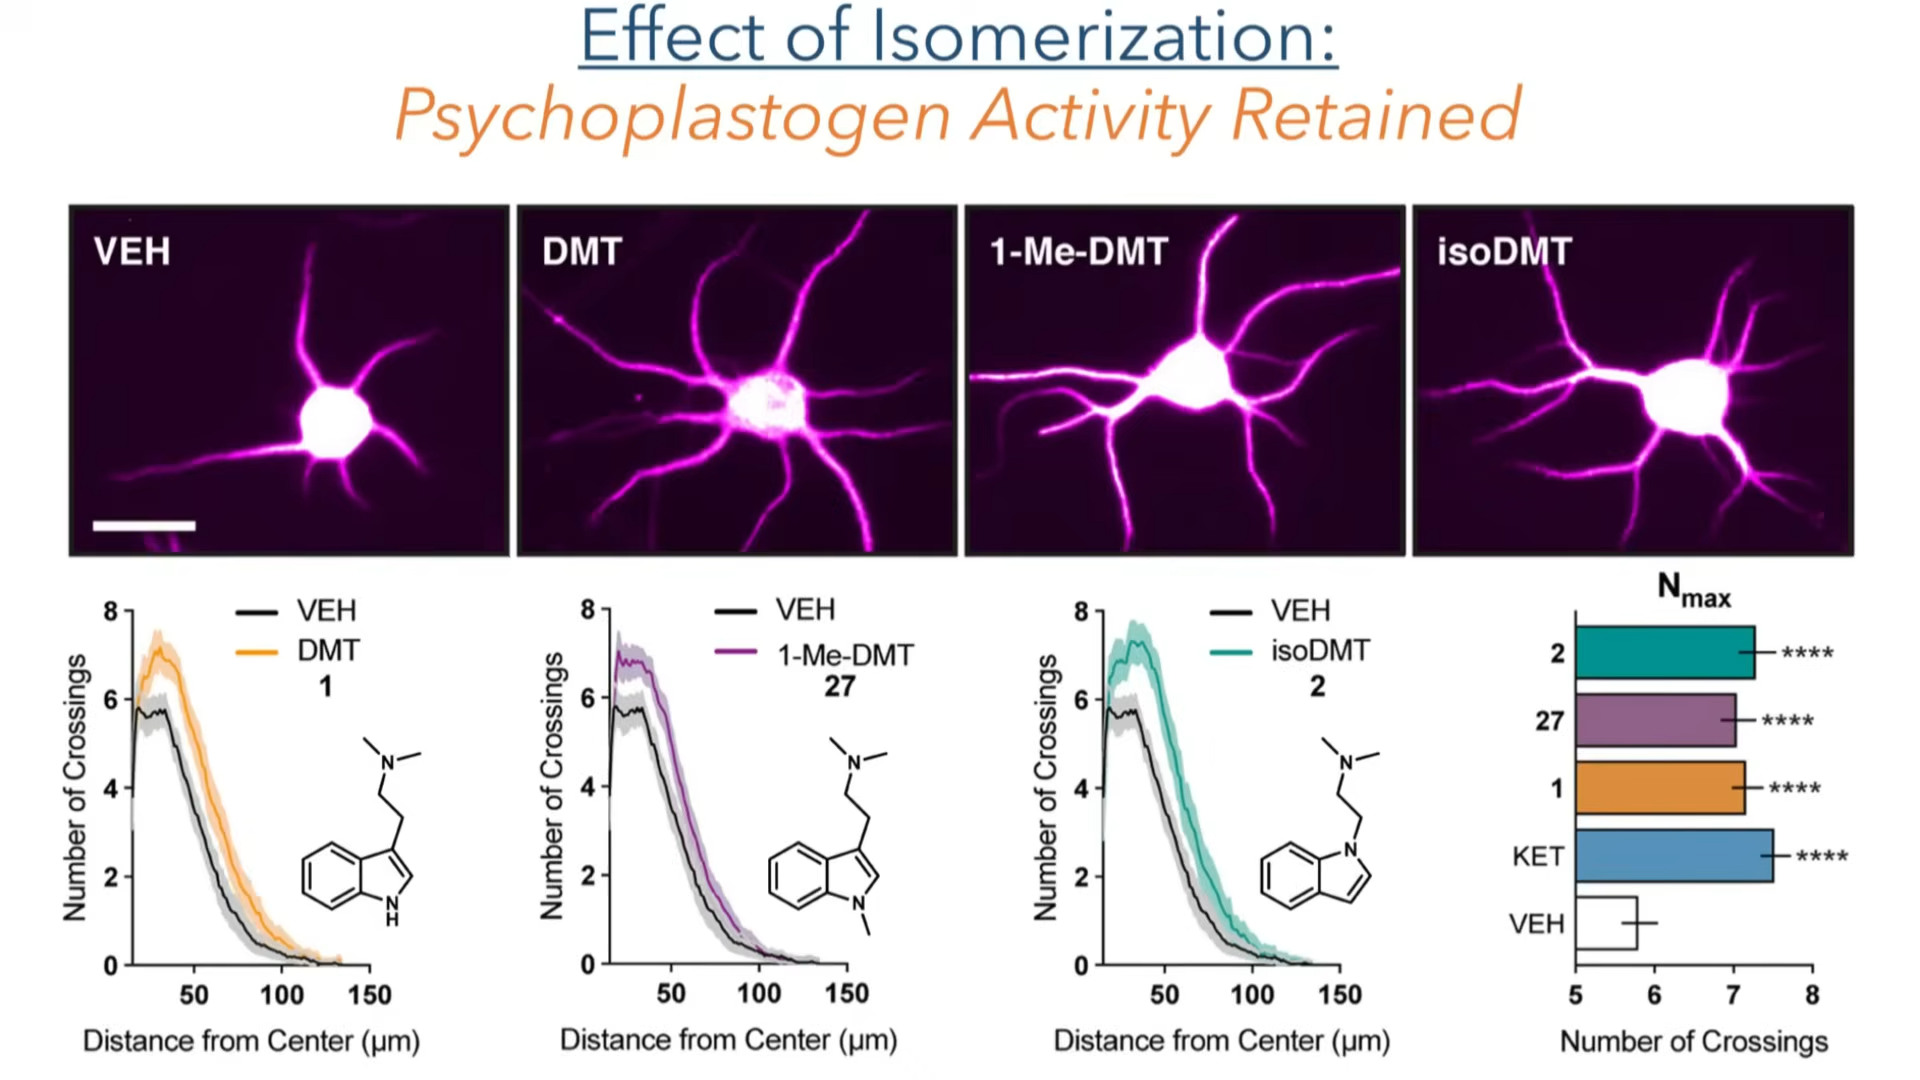 Effect of Isomerization:
Psychoplastogen Activity Retained
VEH
DMT
1-Me-DMT
isoDMT
8
6
4
2
0
50
100
150
Number of Crossings
Distance from Center (µm)
VEH
DMT
1
N
N
H
8
6
4
2
0
50
100
150
Number of Crossings
Distance from Center (µm)
VEH
1-Me-DMT
27
N
N
8
6
4
2
0
50
100
150
Number of Crossings
Distance from Center (µm)
VEH
isoDMT
2
N
N
Nmax
2 ****
27 ****
1 ****
KET ****
VEH
5 6 7 8
Number of Crossings